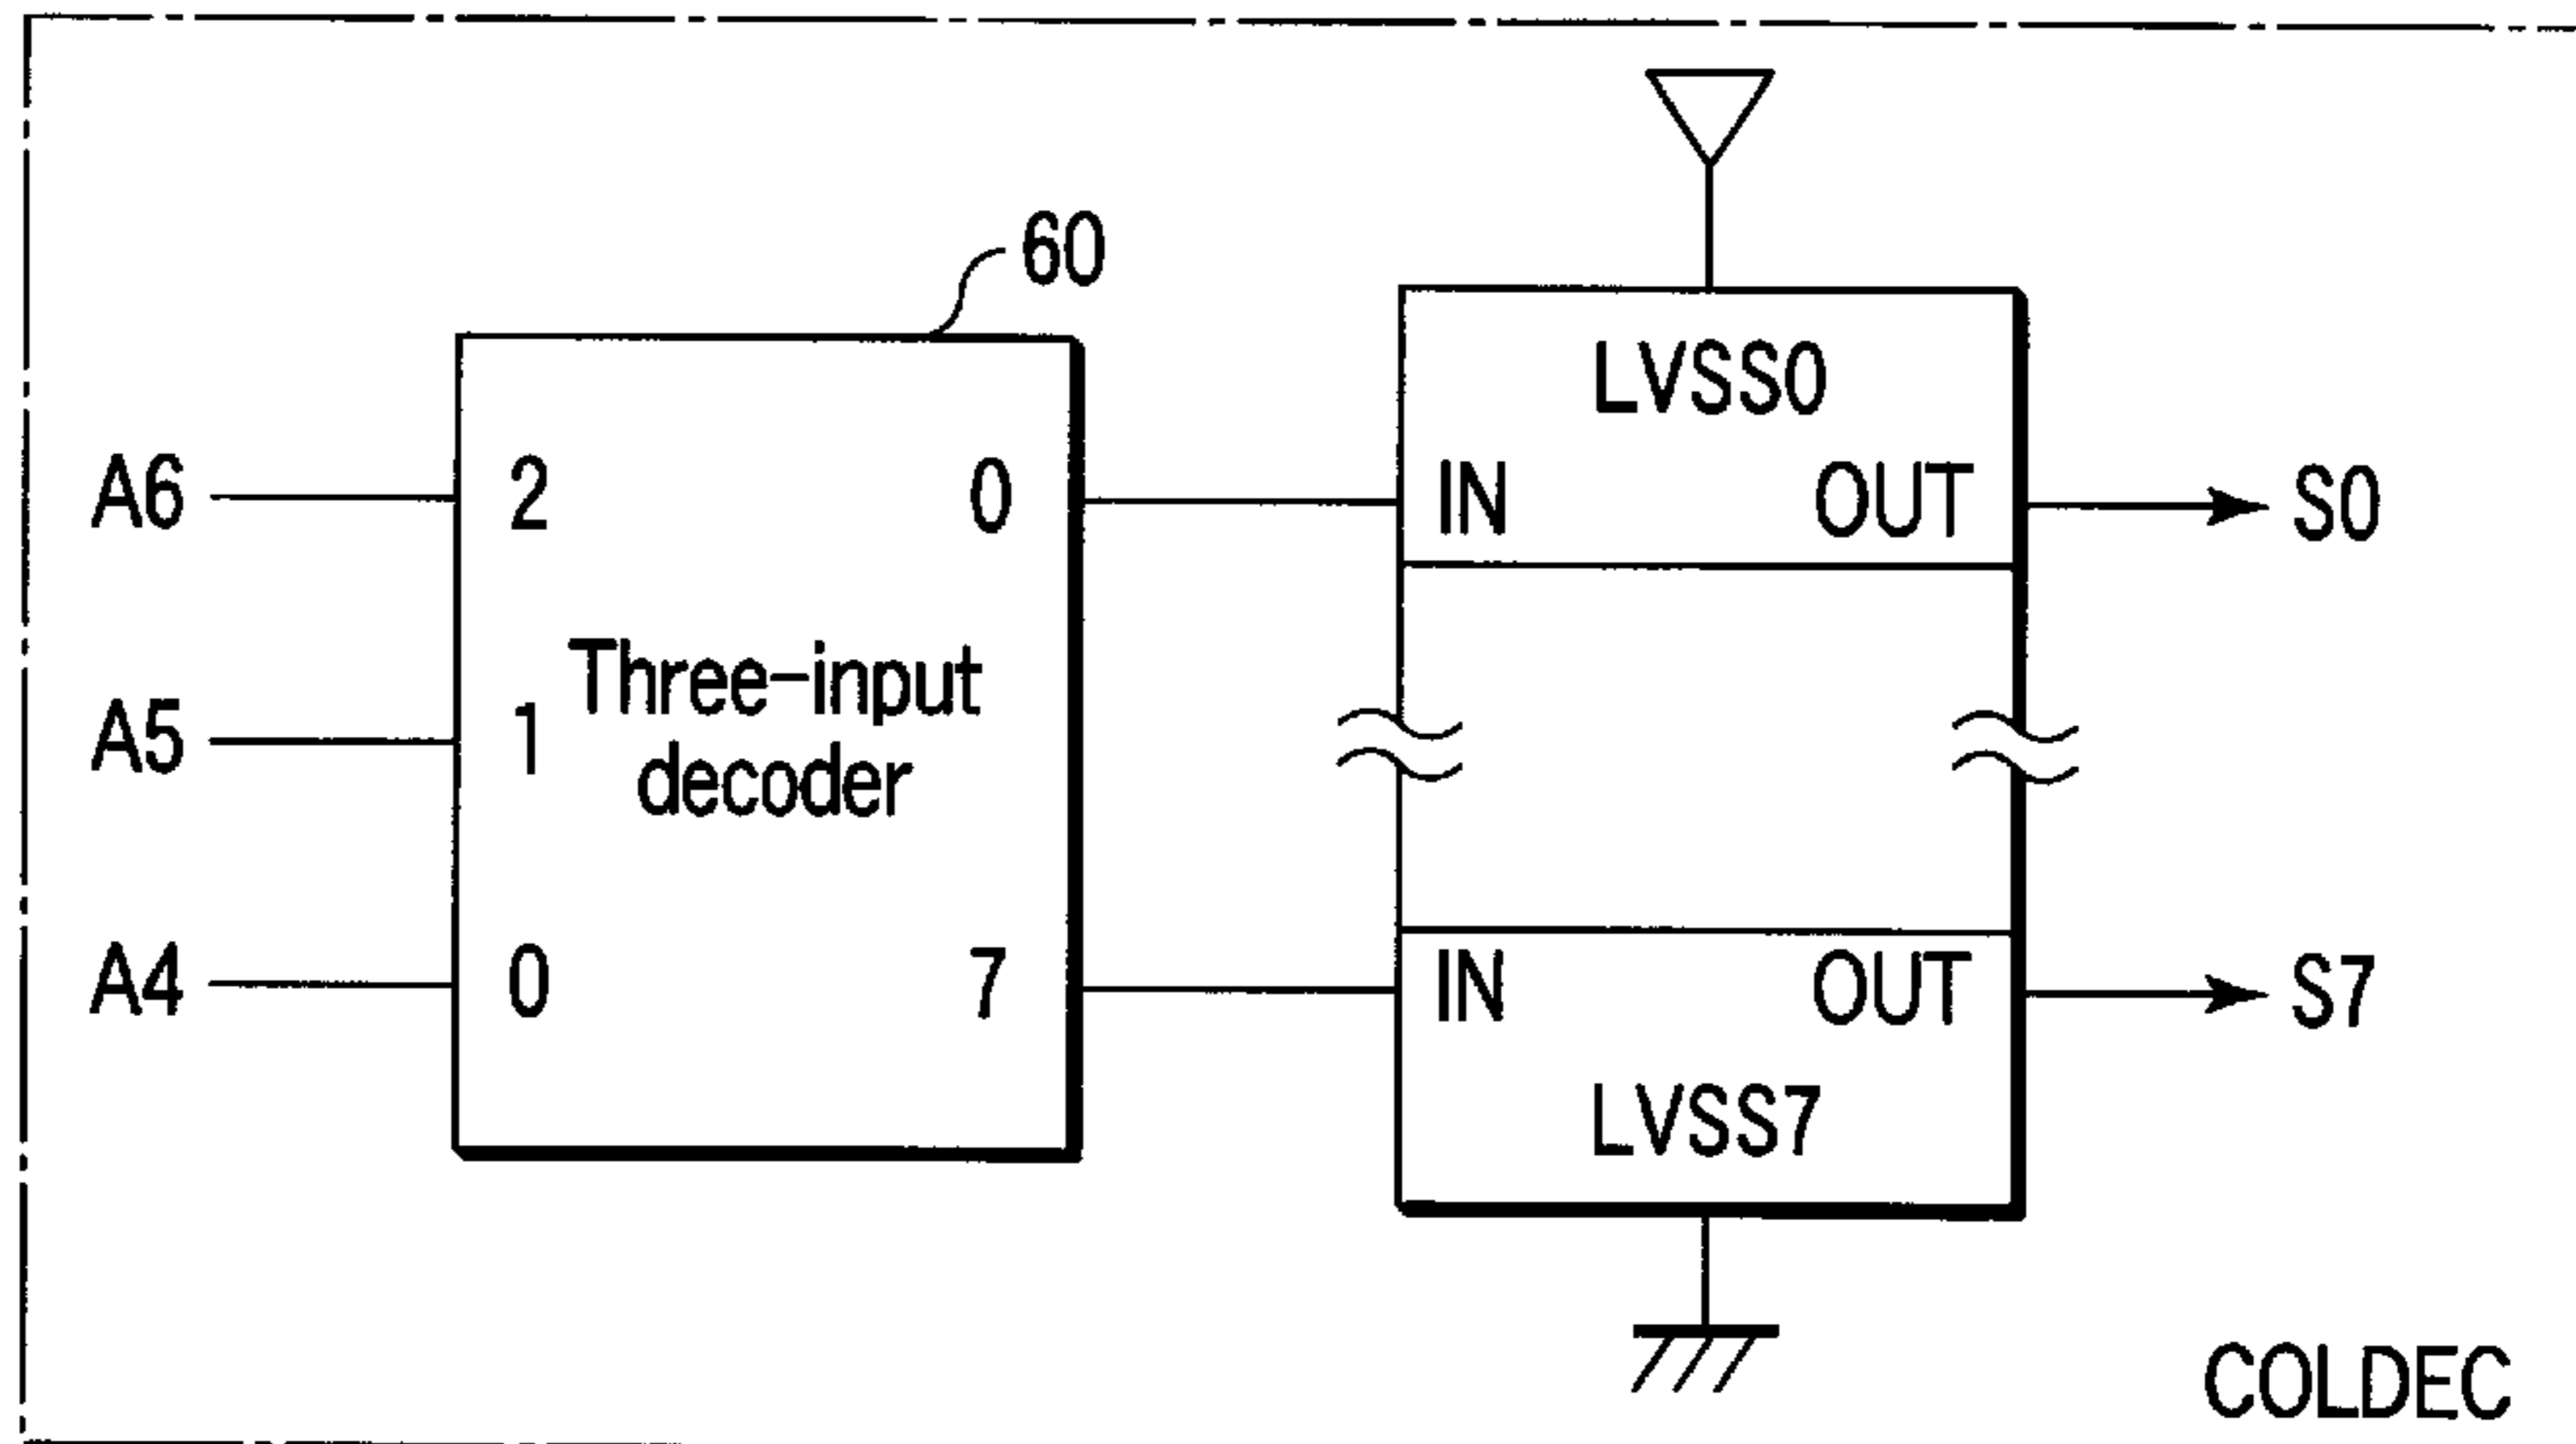 60
LVSS0
A6 2 0 IN OUT S0
A5 1 Three-input
decoder
A4 0 7 IN OUT S7
LVSS7
COLDEC